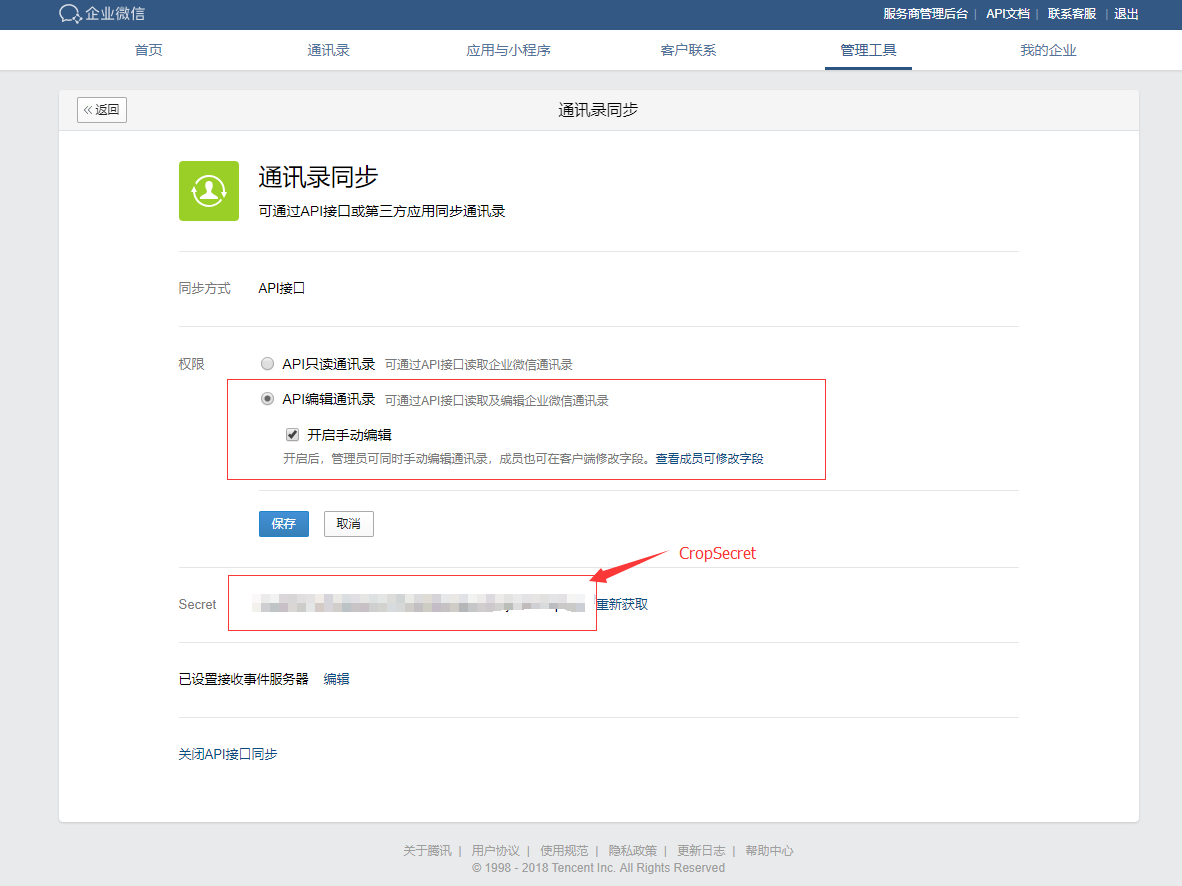 企业微信
服务商管理后台 | API文档 | 联系客服 | 退出
首页 通讯录 应用与小程序 客户联系 管理工具 我的企业
«返回 通讯录同步
通讯录同步
可通过API接口或第三方应用同步通讯录
同步方式 API接口
权限 API只读通讯录 可通过API接口读取企业微信通讯录
API编辑通讯录 可通过API接口读取及编辑企业微信通讯录
开启手动编辑
开启后，管理员可同时手动编辑通讯录，成员也可在客户端修改字段。查看成员可修改字段
保存 取消
CropSecret
Secret 重新获取
已设置接收事件服务器 编辑
关闭API接口同步
关于腾讯 | 用户协议 | 使用规范 | 隐私政策 | 更新日志 | 帮助中心
© 1998 - 2018 Tencent Inc. All Rights Reserved